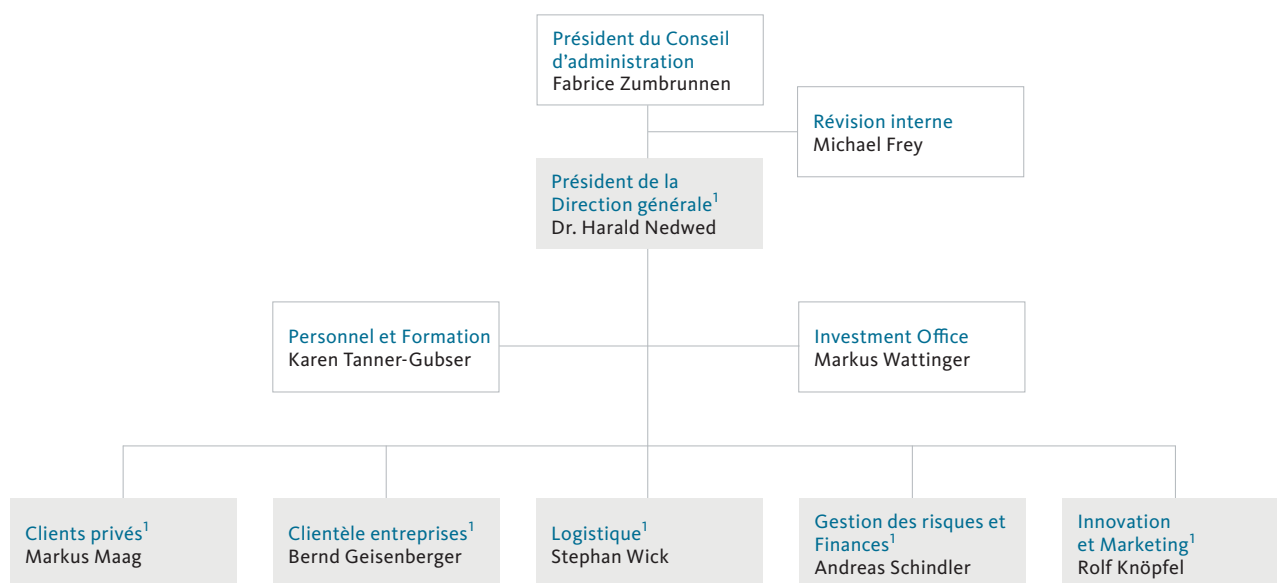 Président du Conseil
d’administration
Fabrice Zumbrunnen
Révision interne
Michael Frey
Président de la
Direction générale¹
Dr. Harald Nedwed
Personnel et Formation
Karen Tanner-Gubser
Investment Office
Markus Wattinger
Clients privés¹
Markus Maag
Clientèle entreprises¹
Bernd Geisenberger
Logistique¹
Stephan Wick
Gestion des risques et
Finances¹
Andreas Schindler
Innovation
et Marketing¹
Rolf Knöpfel